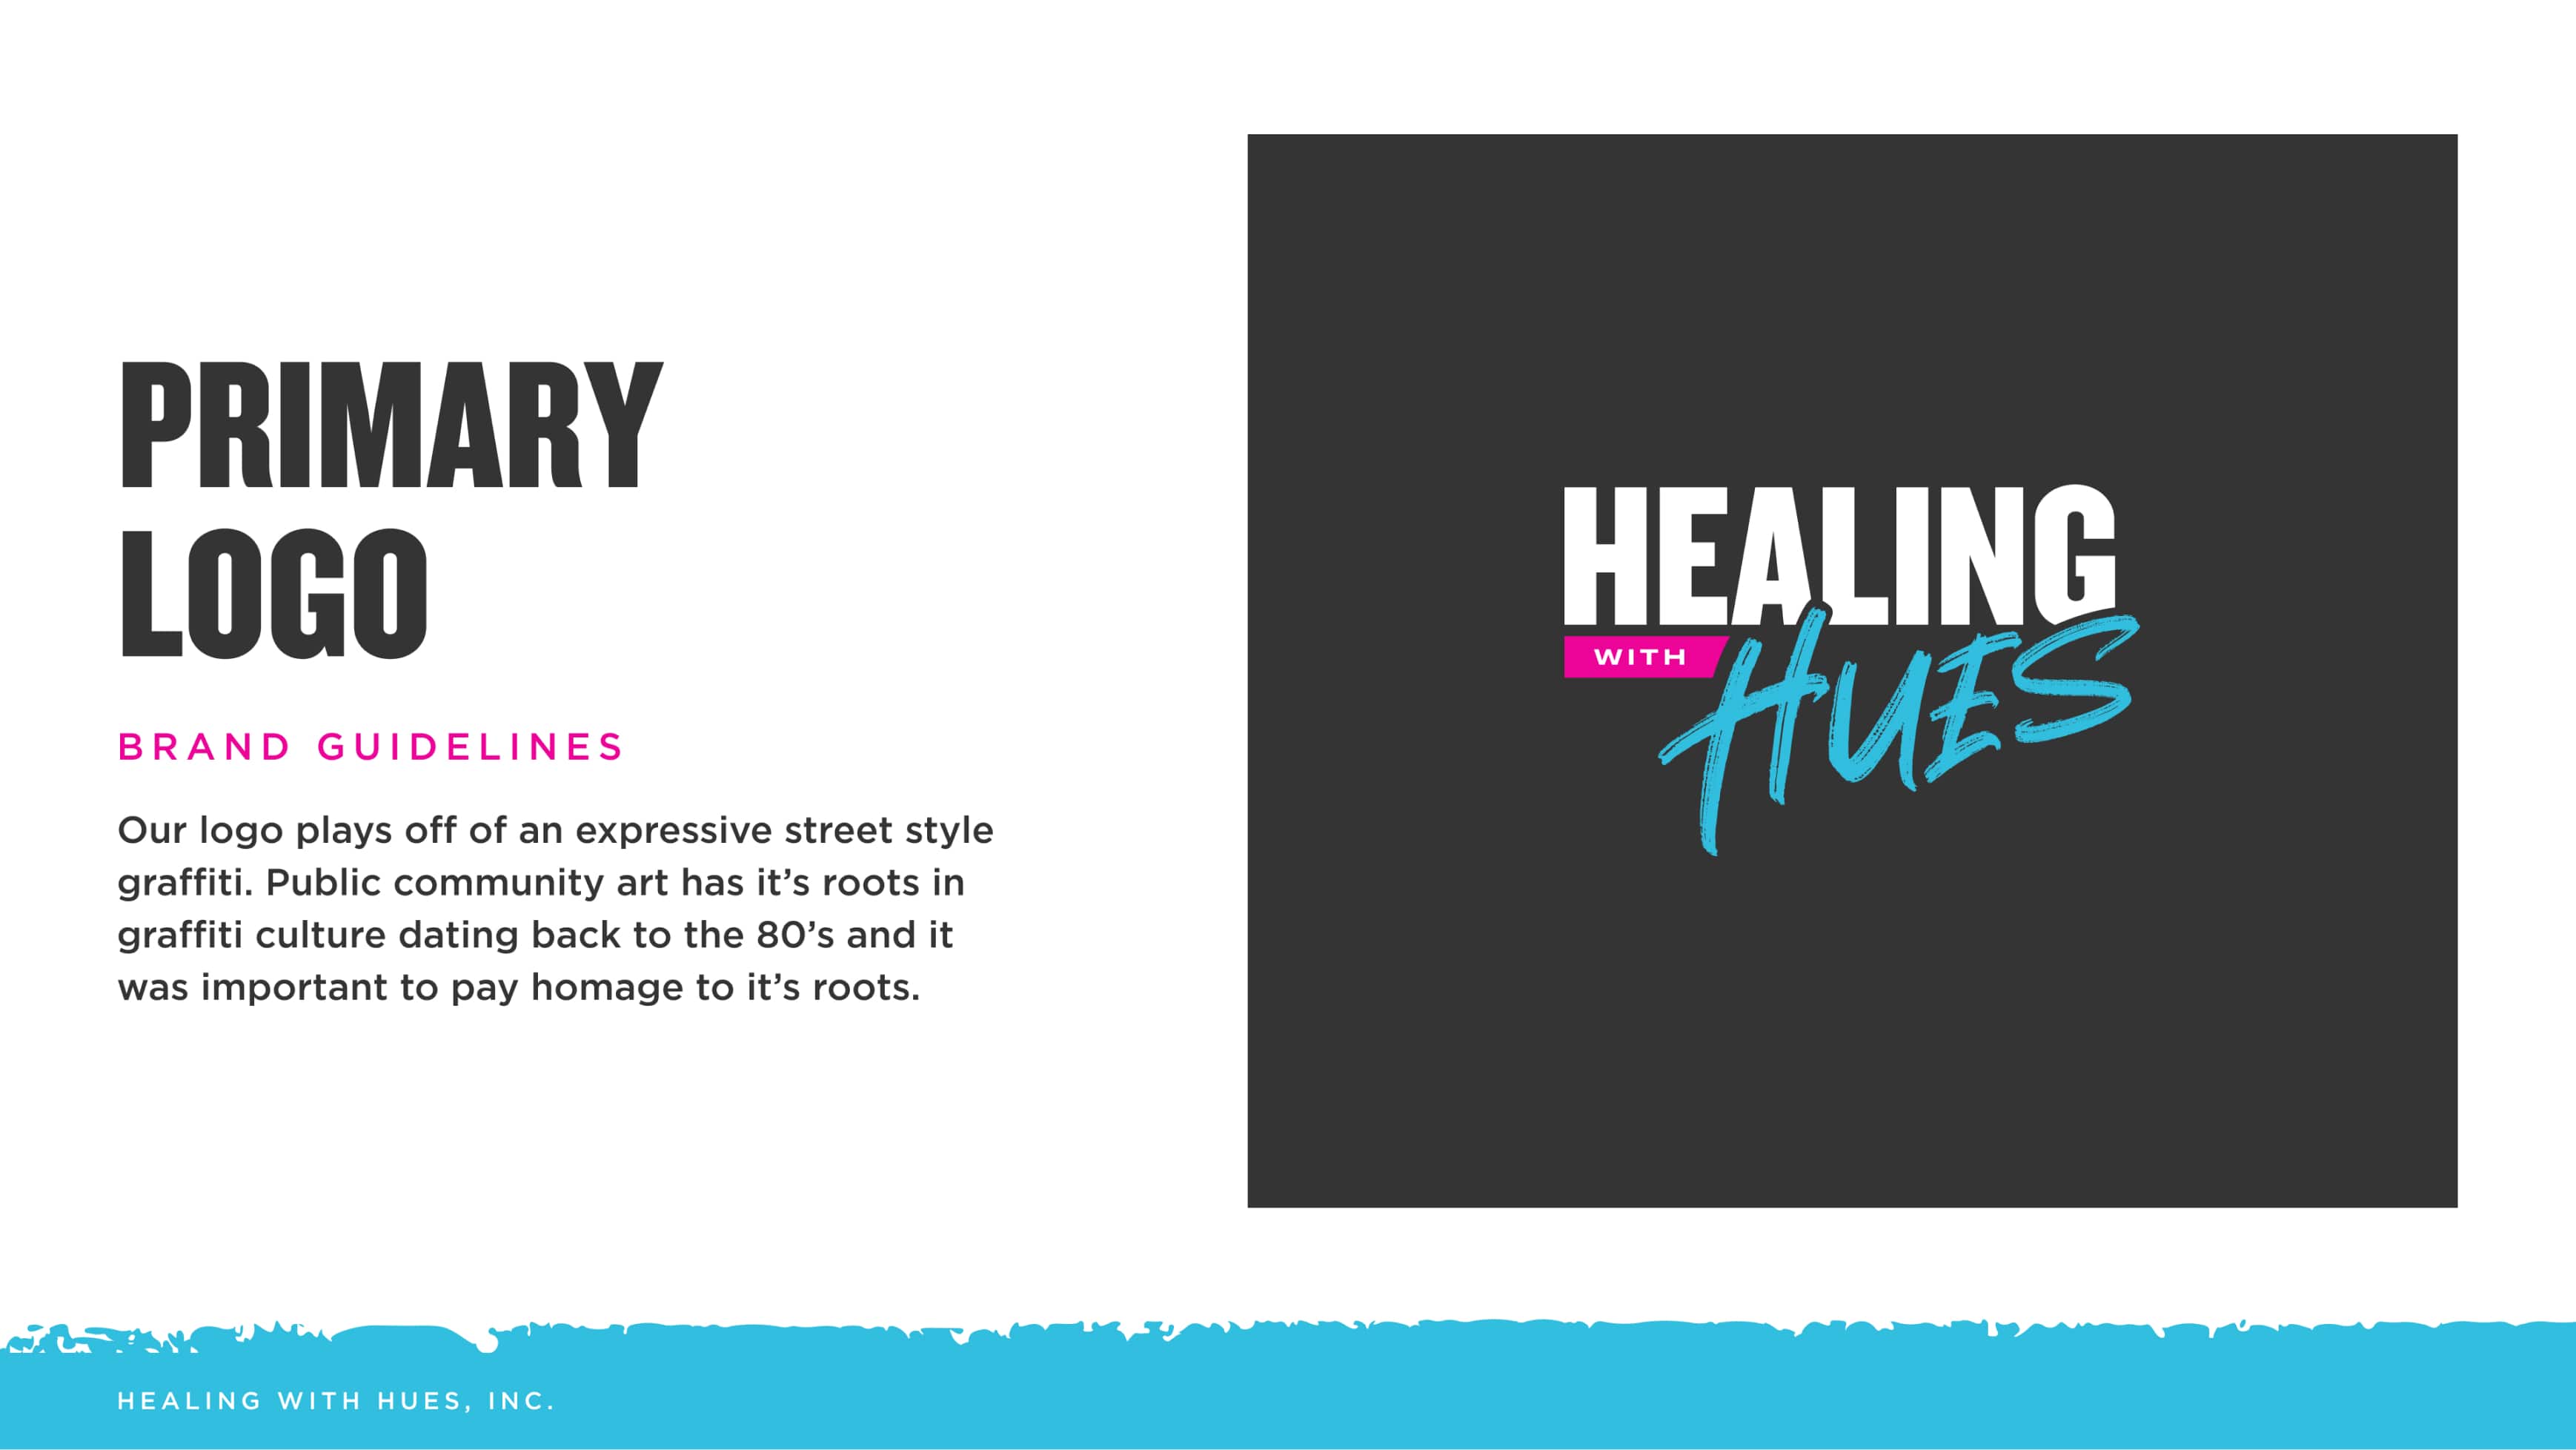 PRIMARY
LOGO
BRAND GUIDELINES
Our logo plays off of an expressive street style
graffiti. Public community art has it’s roots in
graffiti culture dating back to the 80’s and it
was important to pay homage to it’s roots.
HEALING
WITH
HUES
HEALING WITH HUES, INC.